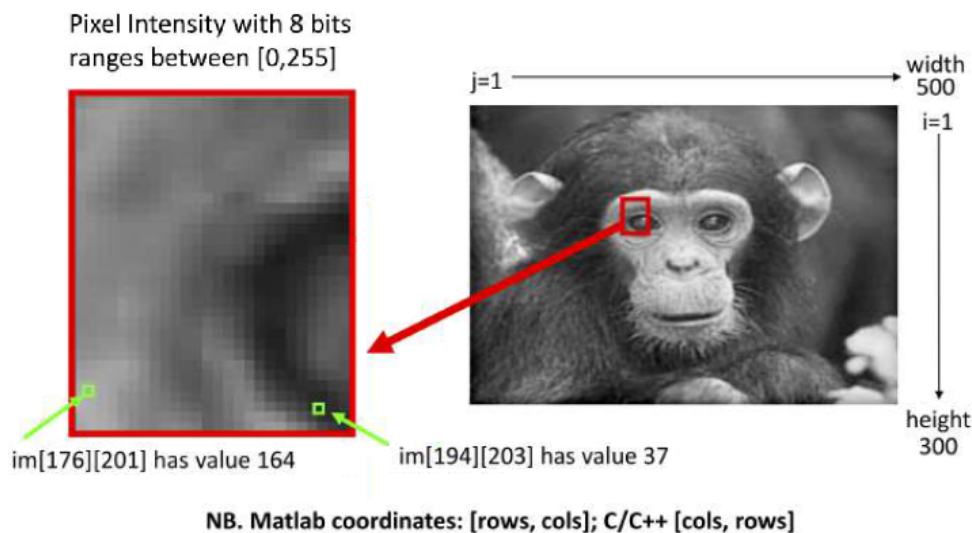 Pixel Intensity with 8 bits
ranges between [0,255]
j=1
width
500
i=1
height
300
im[176][201] has value 164
im[194][203] has value 37
NB. Matlab coordinates: [rows, cols]; C/C++ [cols, rows]